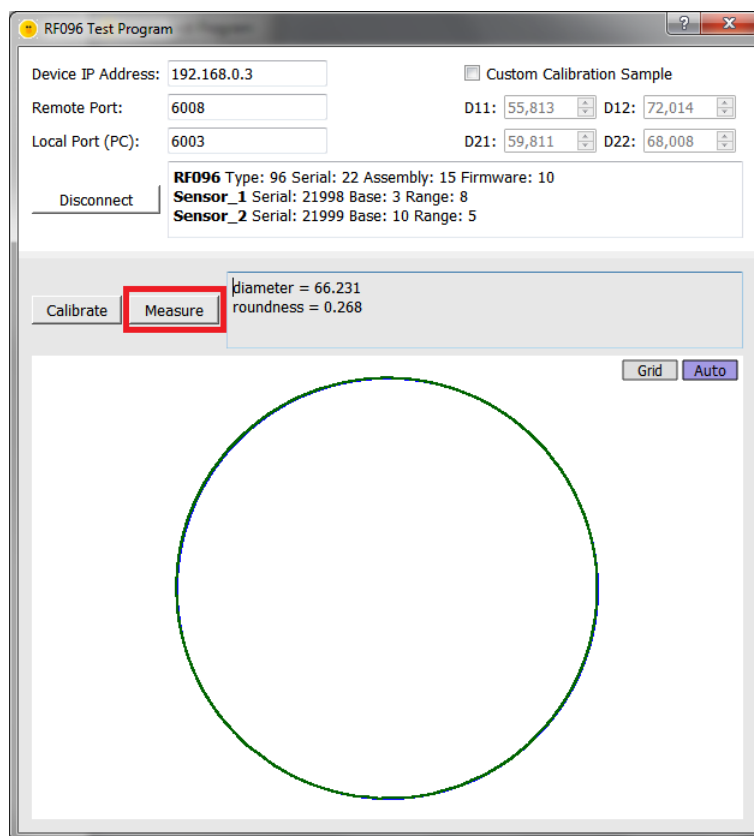 RF096 Test Program
Device IP Address: 192.168.0.3
Custom Calibration Sample
Remote Port: 6008
D11: 55,813 D12: 72,014
Local Port (PC): 6003
D21: 59,811 D22: 68,008
Disconnect
RF096 Type: 96 Serial: 22 Assembly: 15 Firmware: 10
Sensor_1 Serial: 21998 Base: 3 Range: 8
Sensor_2 Serial: 21999 Base: 10 Range: 5
Calibrate
Measure
diameter = 66.231
roundness = 0.268
Grid
Auto